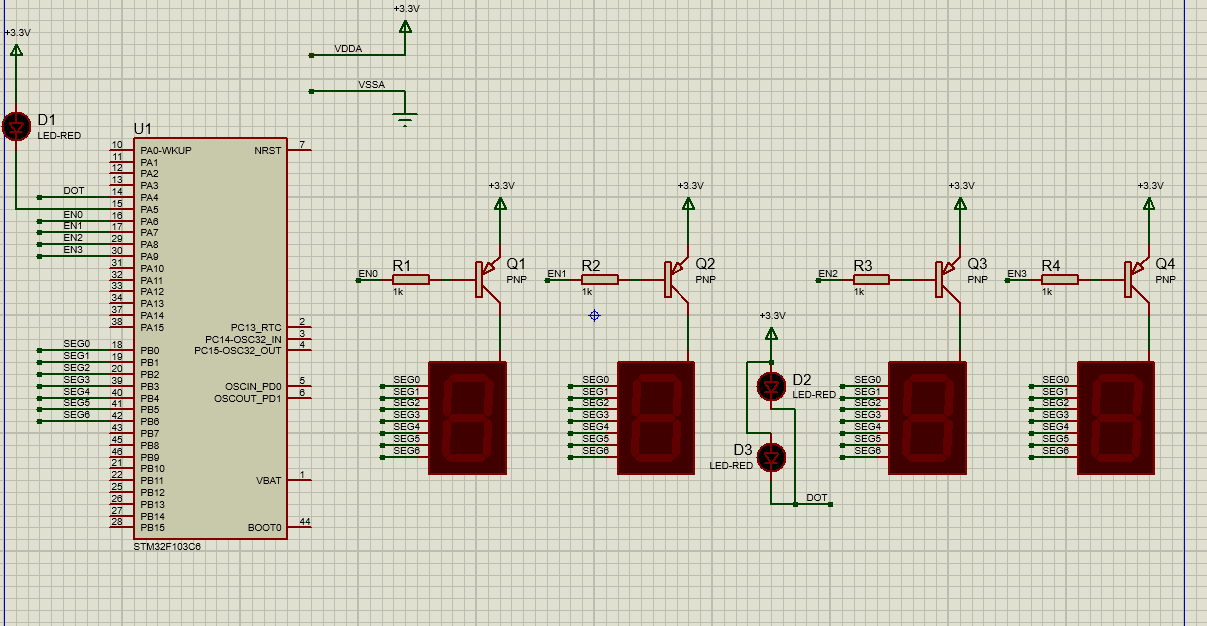 +3.3V
+3.3V
VDDA
VSSA
D1
LED-RED
U1
10 PA0-WKUP NRST 7
11 PA1
12 PA2
13 PA3
DOT 14 PA4
15 PA5
EN0 16 PA6
EN1 17 PA7
EN2 29 PA8
EN3 30 PA9
31 PA10
32 PA11
33 PA12
34 PA13
37 PA14
38 PA15
PC13_RTC 2
PC14-OSC32_IN 3
PC15-OSC32_OUT 4
SEG0 18 PB0
SEG1 19 PB1
SEG2 20 PB2
SEG3 39 PB3
SEG4 40 PB4
SEG5 41 PB5
SEG6 42 PB6
OSCIN_PD0 5
OSCOUT_PD1 6
43 PB7
45 PB8
46 PB9
21 PB10
22 PB11
25 PB12
26 PB13
27 PB14
28 PB15
VBAT 1
BOOT0 44
STM32F103C6
+3.3V
EN0
R1
1k
Q1
PNP
SEG0
SEG1
SEG2
SEG3
SEG4
SEG5
SEG6
+3.3V
EN1
R2
1k
Q2
PNP
SEG0
SEG1
SEG2
SEG3
SEG4
SEG5
SEG6
+3.3V
D2
LED-RED
D3
LED-RED
DOT
+3.3V
EN2
R3
1k
Q3
PNP
SEG0
SEG1
SEG2
SEG3
SEG4
SEG5
SEG6
+3.3V
EN3
R4
1k
Q4
PNP
SEG0
SEG1
SEG2
SEG3
SEG4
SEG5
SEG6